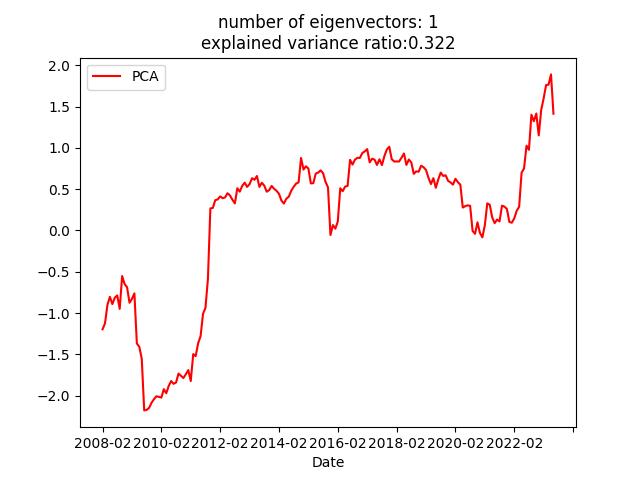 number of eigenvectors: 1
explained variance ratio:0.322
PCA
2.0
1.5
1.0
0.5
0.0
−0.5
−1.0
−1.5
−2.0
2008-02 2010-02 2012-02 2014-02 2016-02 2018-02 2020-02 2022-02
Date